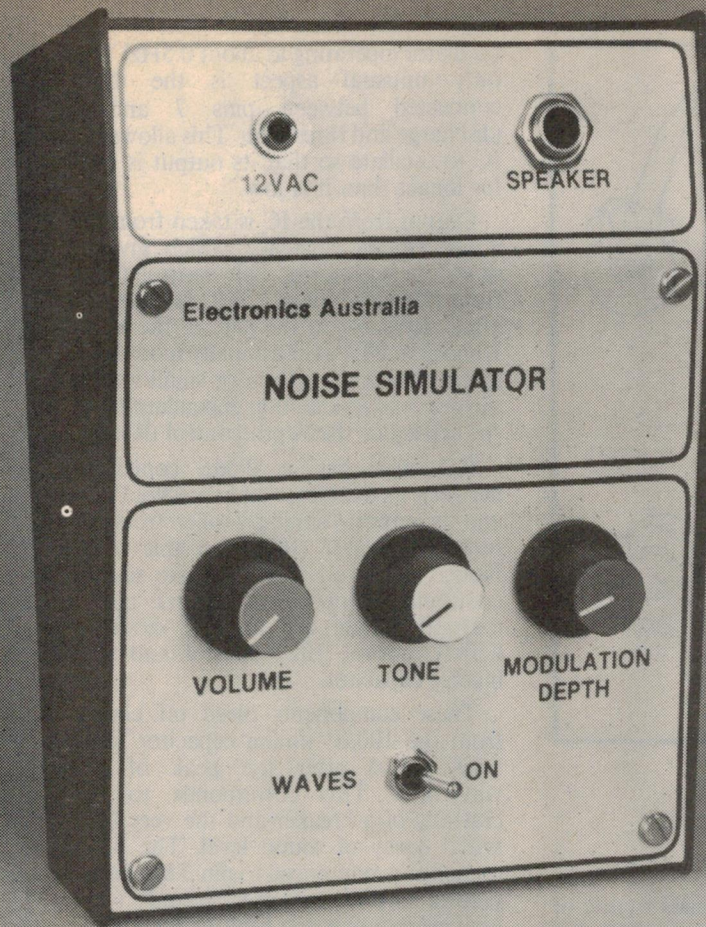 12VAC
SPEAKER
Electronics Australia
NOISE SIMULATOR
VOLUME
TONE
MODULATION
DEPTH
WAVES
ON